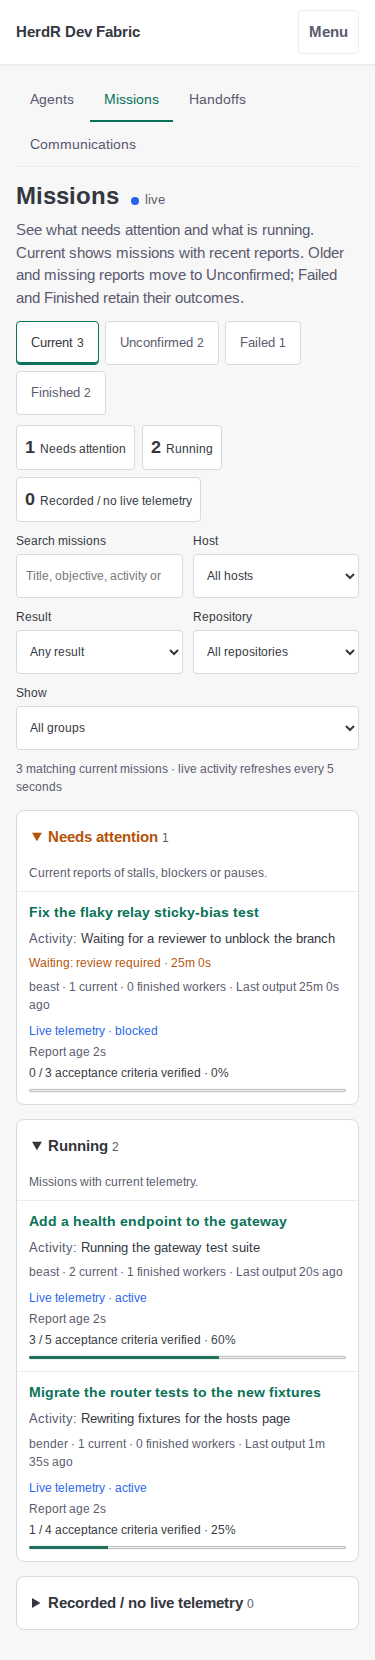 HerdR Dev Fabric
Menu
Agents Missions Handoffs
Communications
Missions live
See what needs attention and what is running.
Current shows missions with recent reports. Older
and missing reports move to Unconfirmed; Failed
and Finished retain their outcomes.
Current 3 Unconfirmed 2 Failed 1
Finished 2
1 Needs attention 2 Running
0 Recorded / no live telemetry
Search missions Host
Title, objective, activity or All hosts
Result Repository
Any result All repositories
Show
All groups
3 matching current missions · live activity refreshes every 5
seconds
Needs attention 1
Current reports of stalls, blockers or pauses.
Fix the flaky relay sticky-bias test
Activity: Waiting for a reviewer to unblock the branch
Waiting: review required · 25m 0s
beast · 1 current · 0 finished workers · Last output 25m 0s
ago
Live telemetry · blocked
Report age 2s
0 / 3 acceptance criteria verified · 0%
Running 2
Missions with current telemetry.
Add a health endpoint to the gateway
Activity: Running the gateway test suite
beast · 2 current · 1 finished workers · Last output 20s ago
Live telemetry · active
Report age 2s
3 / 5 acceptance criteria verified · 60%
Migrate the router tests to the new fixtures
Activity: Rewriting fixtures for the hosts page
bender · 1 current · 0 finished workers · Last output 1m
35s ago
Live telemetry · active
Report age 2s
1 / 4 acceptance criteria verified · 25%
Recorded / no live telemetry 0